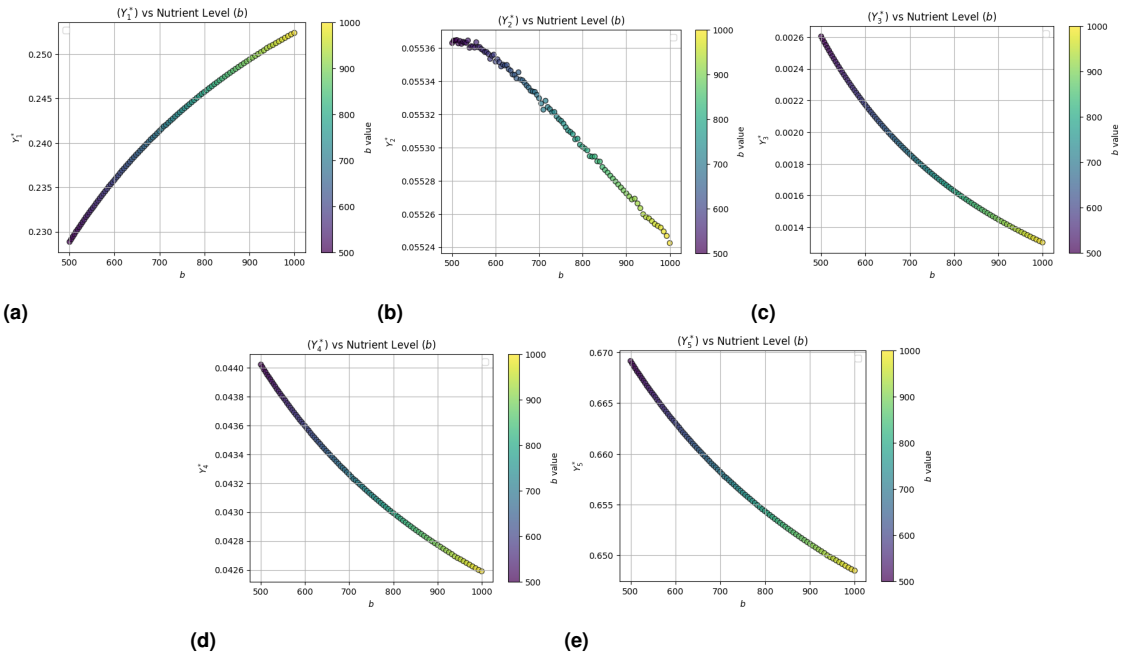 (Y₁*) vs Nutrient Level (b)
0.250
0.245
0.240
0.235
0.230
Y₁*
500 600 700 800 900 1000
b
1000
900
800
700
600
500
b value
(a)
(Y₂*) vs Nutrient Level (b)
0.05536
0.05534
0.05532
0.05530
0.05528
0.05526
0.05524
Y₂*
500 600 700 800 900 1000
b
1000
900
800
700
600
500
b value
(b)
(Y₃*) vs Nutrient Level (b)
0.0026
0.0024
0.0022
0.0020
0.0018
0.0016
0.0014
Y₃*
500 600 700 800 900 1000
b
1000
900
800
700
600
500
b value
(c)
(Y₄*) vs Nutrient Level (b)
0.0440
0.0438
0.0436
0.0434
0.0432
0.0430
0.0428
0.0426
Y₄*
500 600 700 800 900 1000
b
1000
900
800
700
600
500
b value
(d)
(Y₅*) vs Nutrient Level (b)
0.670
0.665
0.660
0.655
0.650
Y₅*
500 600 700 800 900 1000
b
1000
900
800
700
600
500
b value
(e)